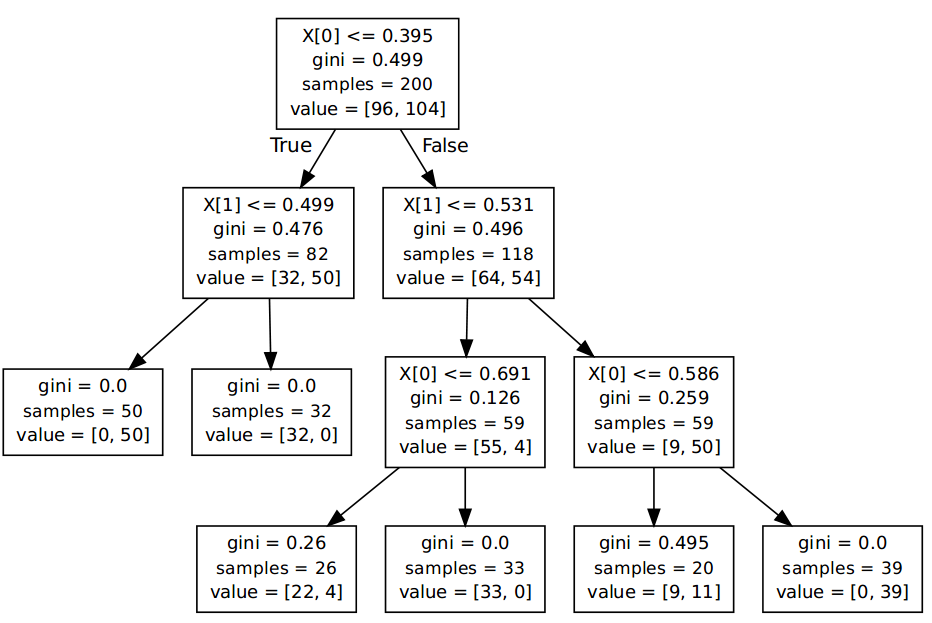 X[0] <= 0.395
gini = 0.499
samples = 200
value = [96, 104]
True
False
X[1] <= 0.499
gini = 0.476
samples = 82
value = [32, 50]
X[1] <= 0.531
gini = 0.496
samples = 118
value = [64, 54]
gini = 0.0
samples = 50
value = [0, 50]
gini = 0.0
samples = 32
value = [32, 0]
X[0] <= 0.691
gini = 0.126
samples = 59
value = [55, 4]
X[0] <= 0.586
gini = 0.259
samples = 59
value = [9, 50]
gini = 0.26
samples = 26
value = [22, 4]
gini = 0.0
samples = 33
value = [33, 0]
gini = 0.495
samples = 20
value = [9, 11]
gini = 0.0
samples = 39
value = [0, 39]